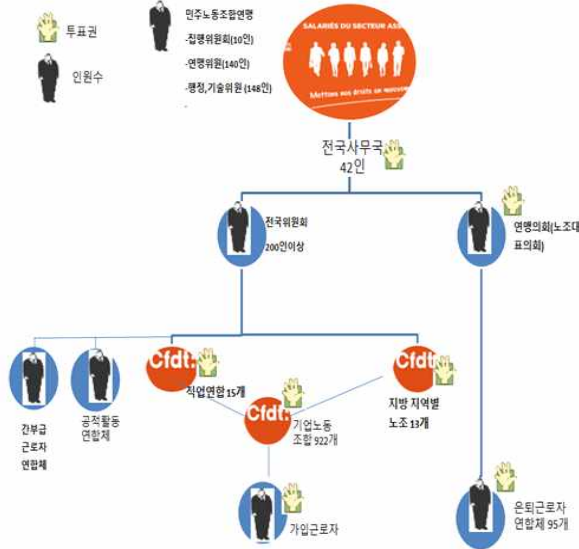 투표권
인원수
민주노동조합연맹
-집행위원회(10인)
-연맹위원(140인)
-행정,기술위원(148인)
-
SALARIÉS DU SECTEUR ASS
Mettons nos droits en mouvem
전국사무국
42인
전국위원회
200인이상
연맹의회(노조대
표의회)
Cfdt:
직업연합 15개
Cfdt:
지방 지역별
노조 13개
간부급
근로자
연합체
공적활동
연합체
Cfdt:
기업노동
조합 922개
가입근로자
은퇴근로자
연합체 95개